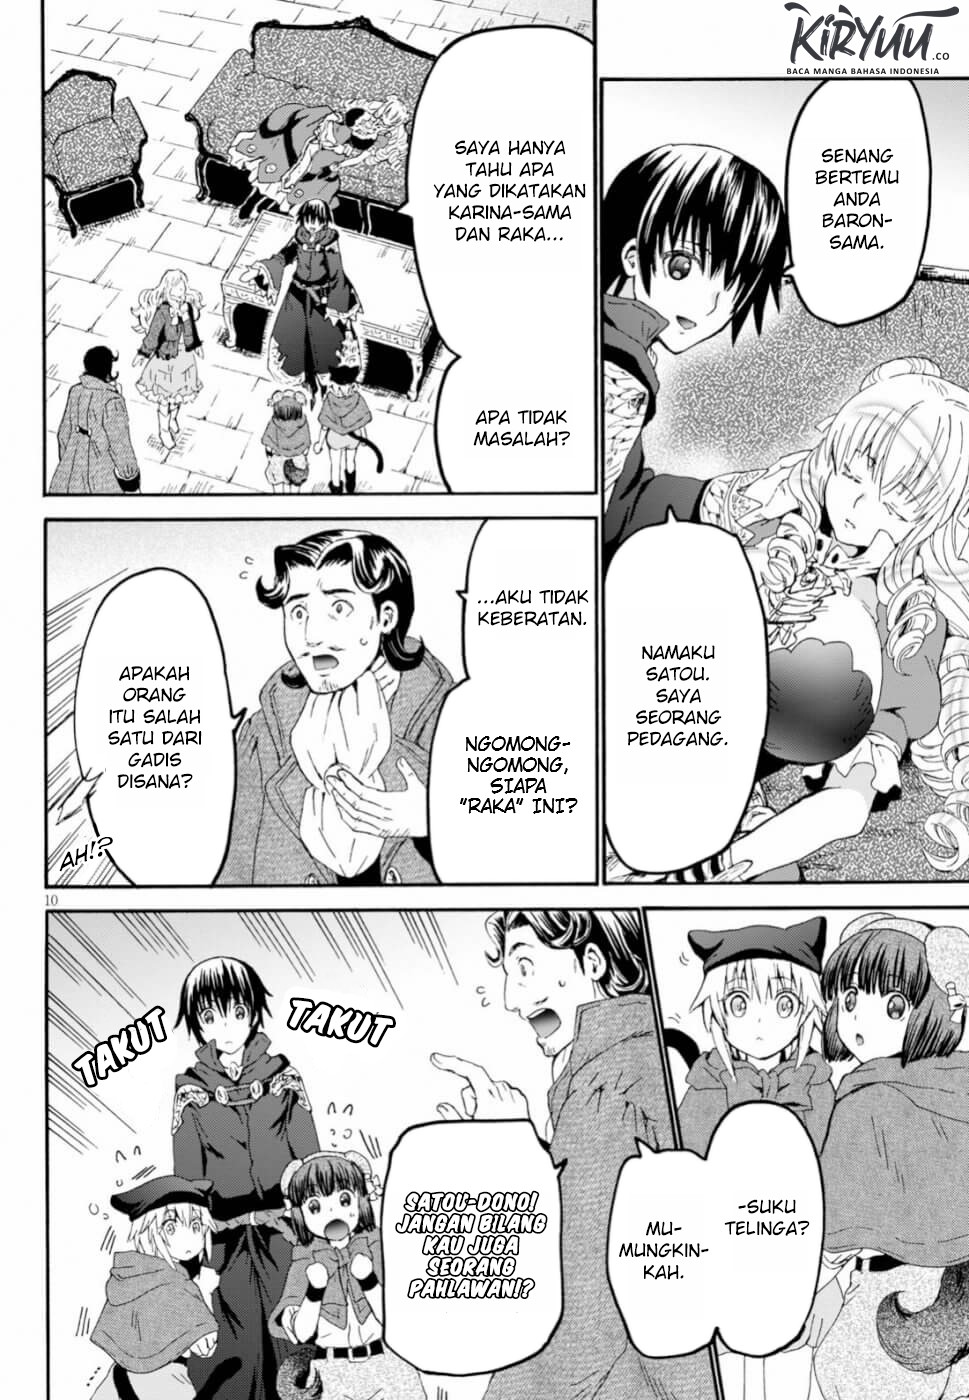 KIRYUU.CO
BACA MANGA BAHASA INDONESIA
SENANG
BERTEMU
ANDA
BARON-
SAMA.
NAMAKU
SATOU.
SAYA
SEORANG
PEDAGANG.
SAYA HANYA
TAHU APA
YANG DIKATAKAN
KARINA-SAMA
DAN RAKA...
APA TIDAK
MASALAH?
...AKU TIDAK
KEBERATAN.
NGOMONG-
NGOMONG,
SIAPA
"RAKA" INI?
APAKAH
ORANG
ITU SALAH
SATU DARI
GADIS
DISANA?
AH!?
10
-SUKU
TELINGA?
MU-
MUNGKIN-
KAH.
SATOU-DONO!
JANGAN BILANG
KAU JUGA
SEORANG
PAHLAWAN!?
TAKUT
TAKUT